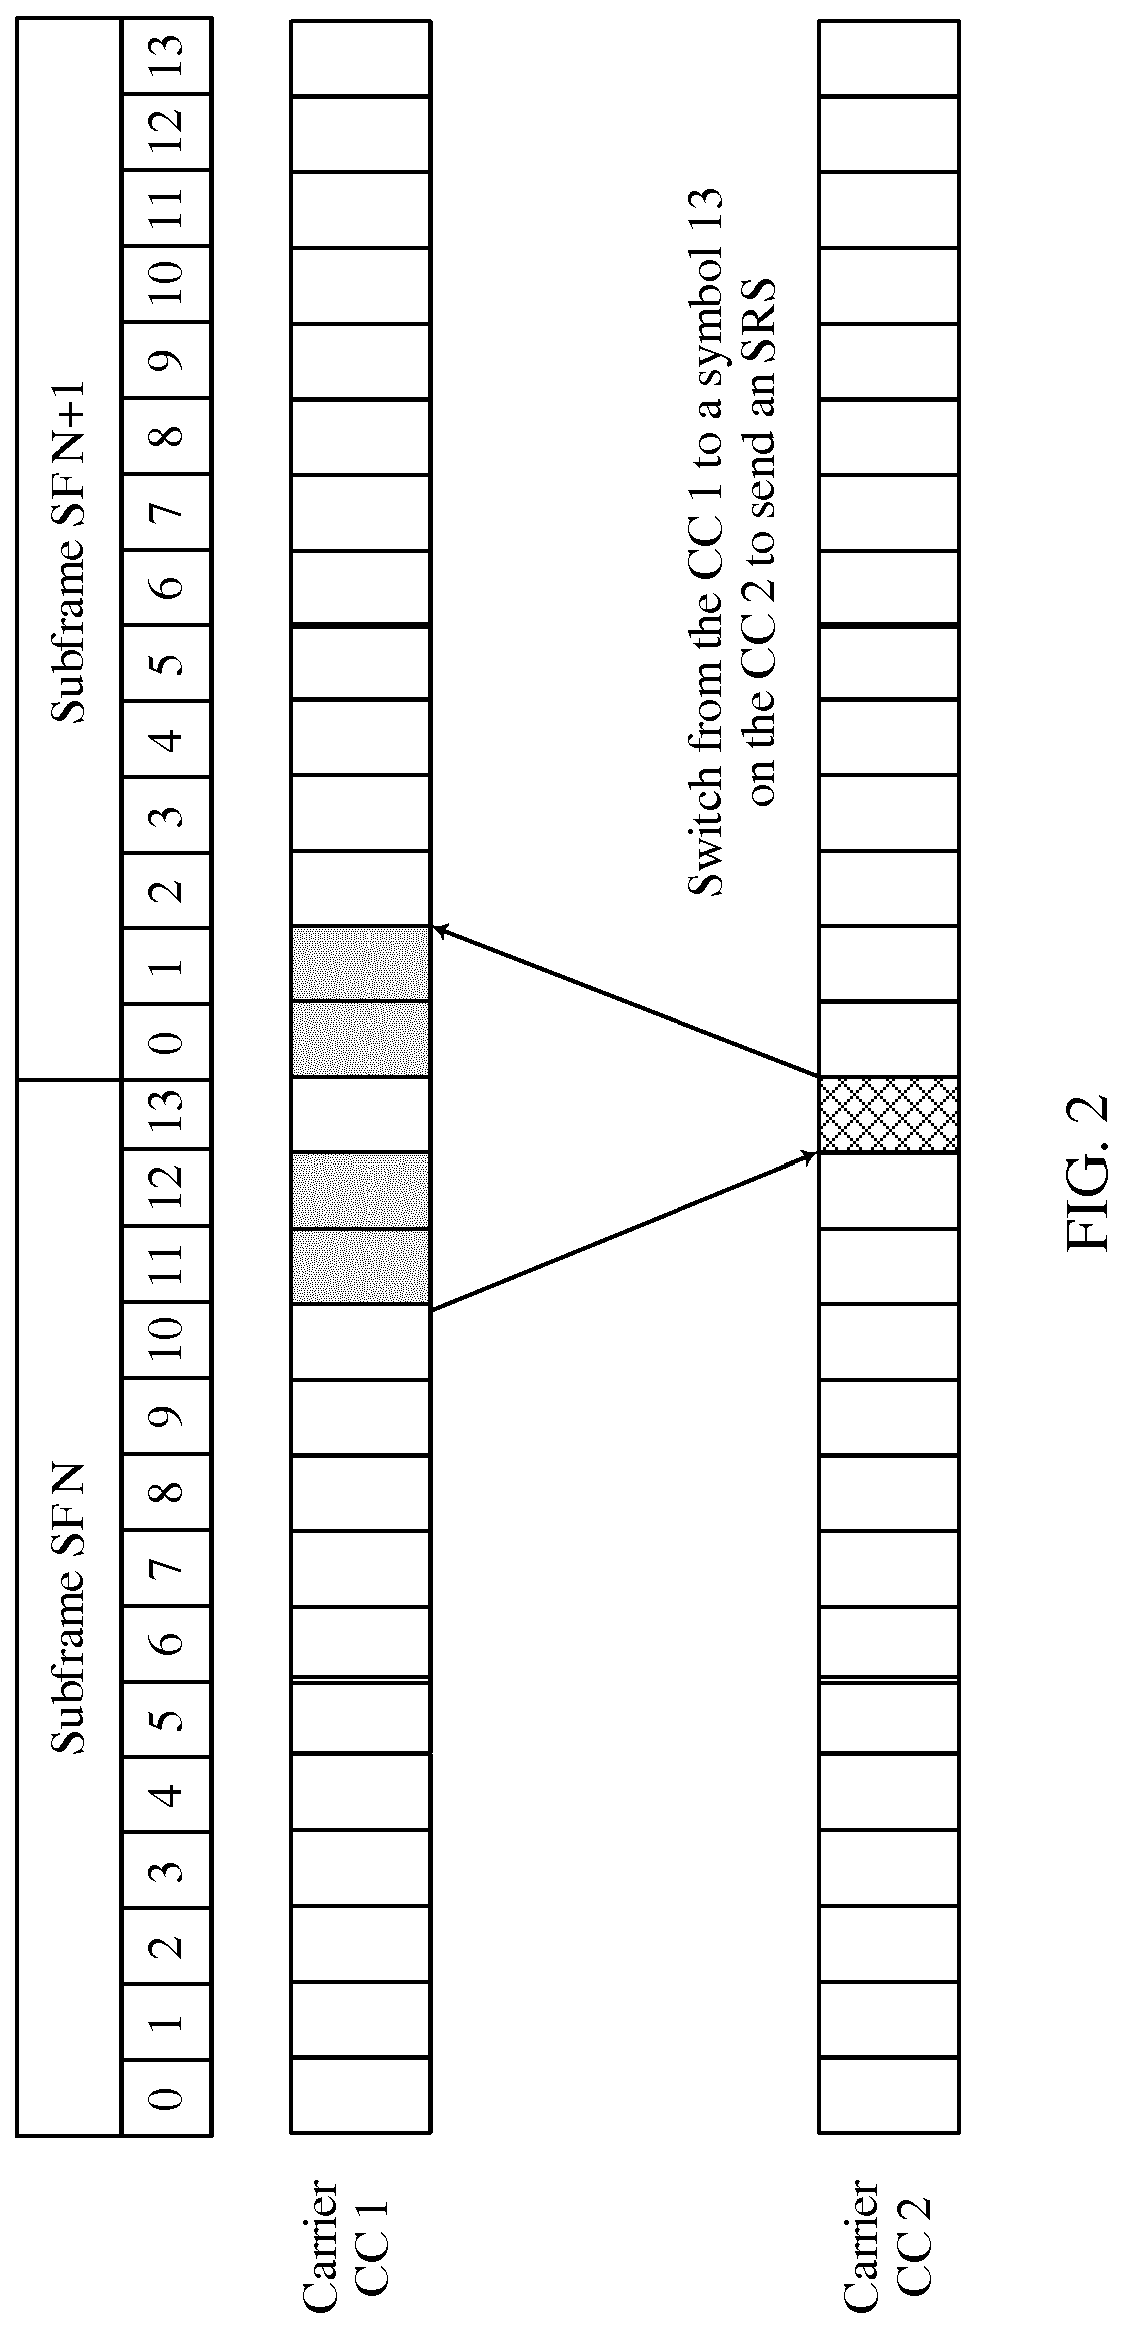 Subframe SF N
Subframe SF N+1
0 1 2 3 4 5 6 7 8 9 10 11 12 13 0 1 2 3 4 5 6 7 8 9 10 11 12 13
Carrier
CC 1
Switch from the CC 1 to a symbol 13
on the CC 2 to send an SRS
Carrier
CC 2
FIG. 2